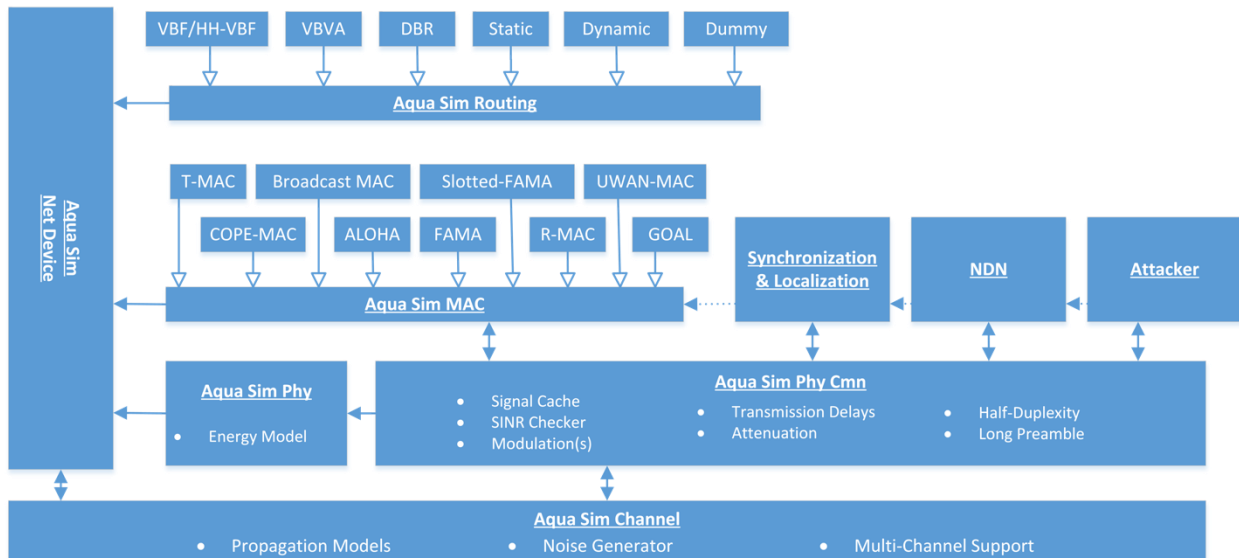 VBF/HH-VBF
VBVA
DBR
Static
Dynamic
Dummy
Aqua Sim Routing
Aqua Sim
Net Device
T-MAC
Broadcast MAC
Slotted-FAMA
UWAN-MAC
COPE-MAC
ALOHA
FAMA
R-MAC
GOAL
Aqua Sim MAC
Synchronization
& Localization
NDN
Attacker
Aqua Sim Phy
• Energy Model
Aqua Sim Phy Cmn
• Signal Cache
• SINR Checker
• Modulation(s)
• Transmission Delays
• Attenuation
• Half-Duplexity
• Long Preamble
Aqua Sim Channel
• Propagation Models
• Noise Generator
• Multi-Channel Support